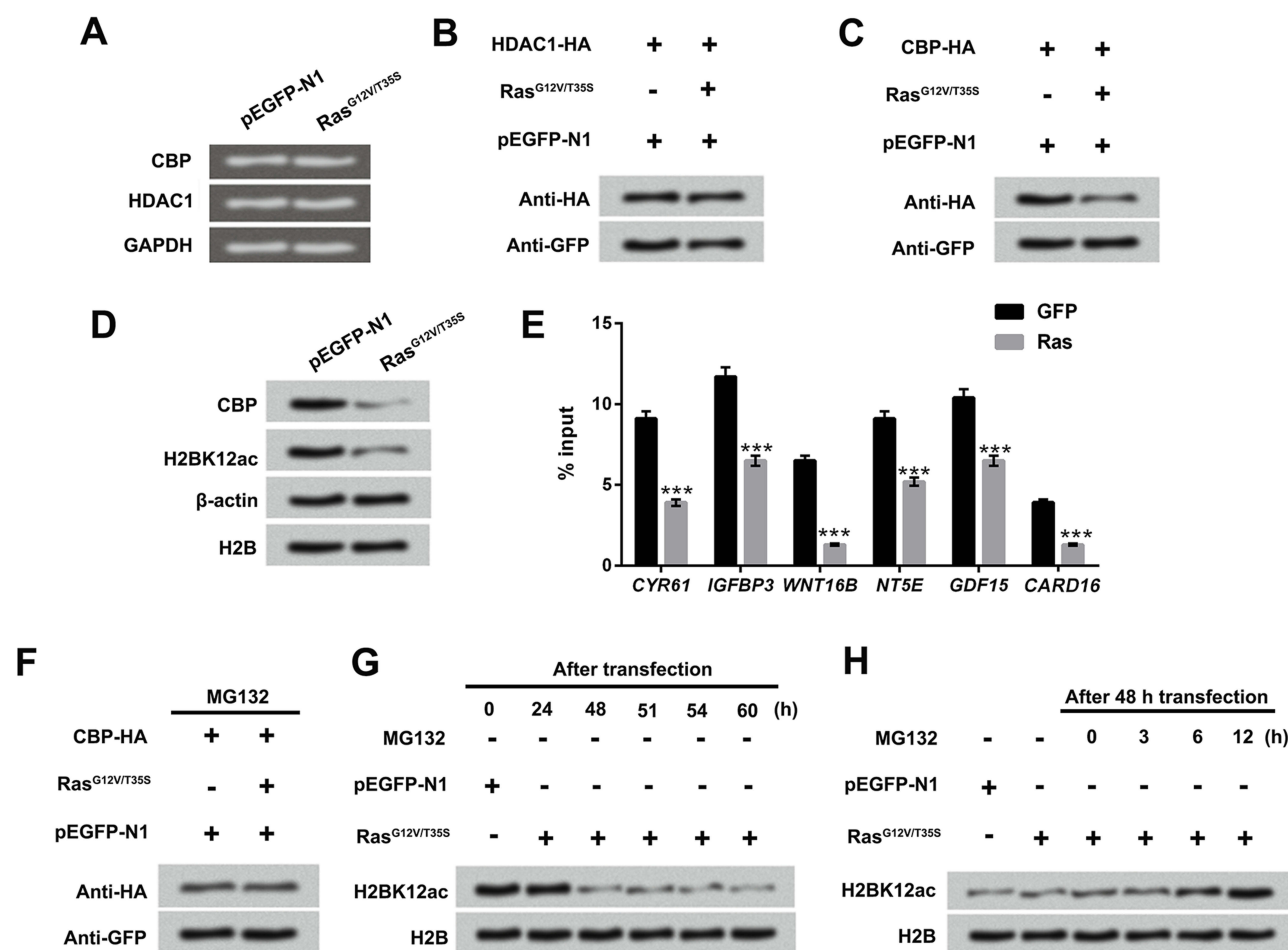 A
pEGFP-N1 RasG12V/T35S
CBP
HDAC1
GAPDH
B
HDAC1-HA + +
RasG12V/T35S - +
pEGFP-N1 + +
Anti-HA
Anti-GFP
C
CBP-HA + +
RasG12V/T35S - +
pEGFP-N1 + +
Anti-HA
Anti-GFP
D
pEGFP-N1 RasG12V/T35S
CBP
H2BK12ac
β-actin
H2B
E
GFP
Ras
% input
15
10
5
0
*** *** *** *** *** ***
CYR61 IGFBP3 WNT16B NT5E GDF15 CARD16
F
MG132
CBP-HA + +
RasG12V/T35S - +
pEGFP-N1 + +
Anti-HA
Anti-GFP
G
After transfection
0 24 48 51 54 60 (h)
MG132 - - - - - -
pEGFP-N1 + - - - - -
RasG12V/T35S - + + + + +
H2BK12ac
H2B
H
After 48 h transfection
MG132 - - 0 3 6 12 (h)
pEGFP-N1 + - - - - -
RasG12V/T35S - + + + + +
H2BK12ac
H2B